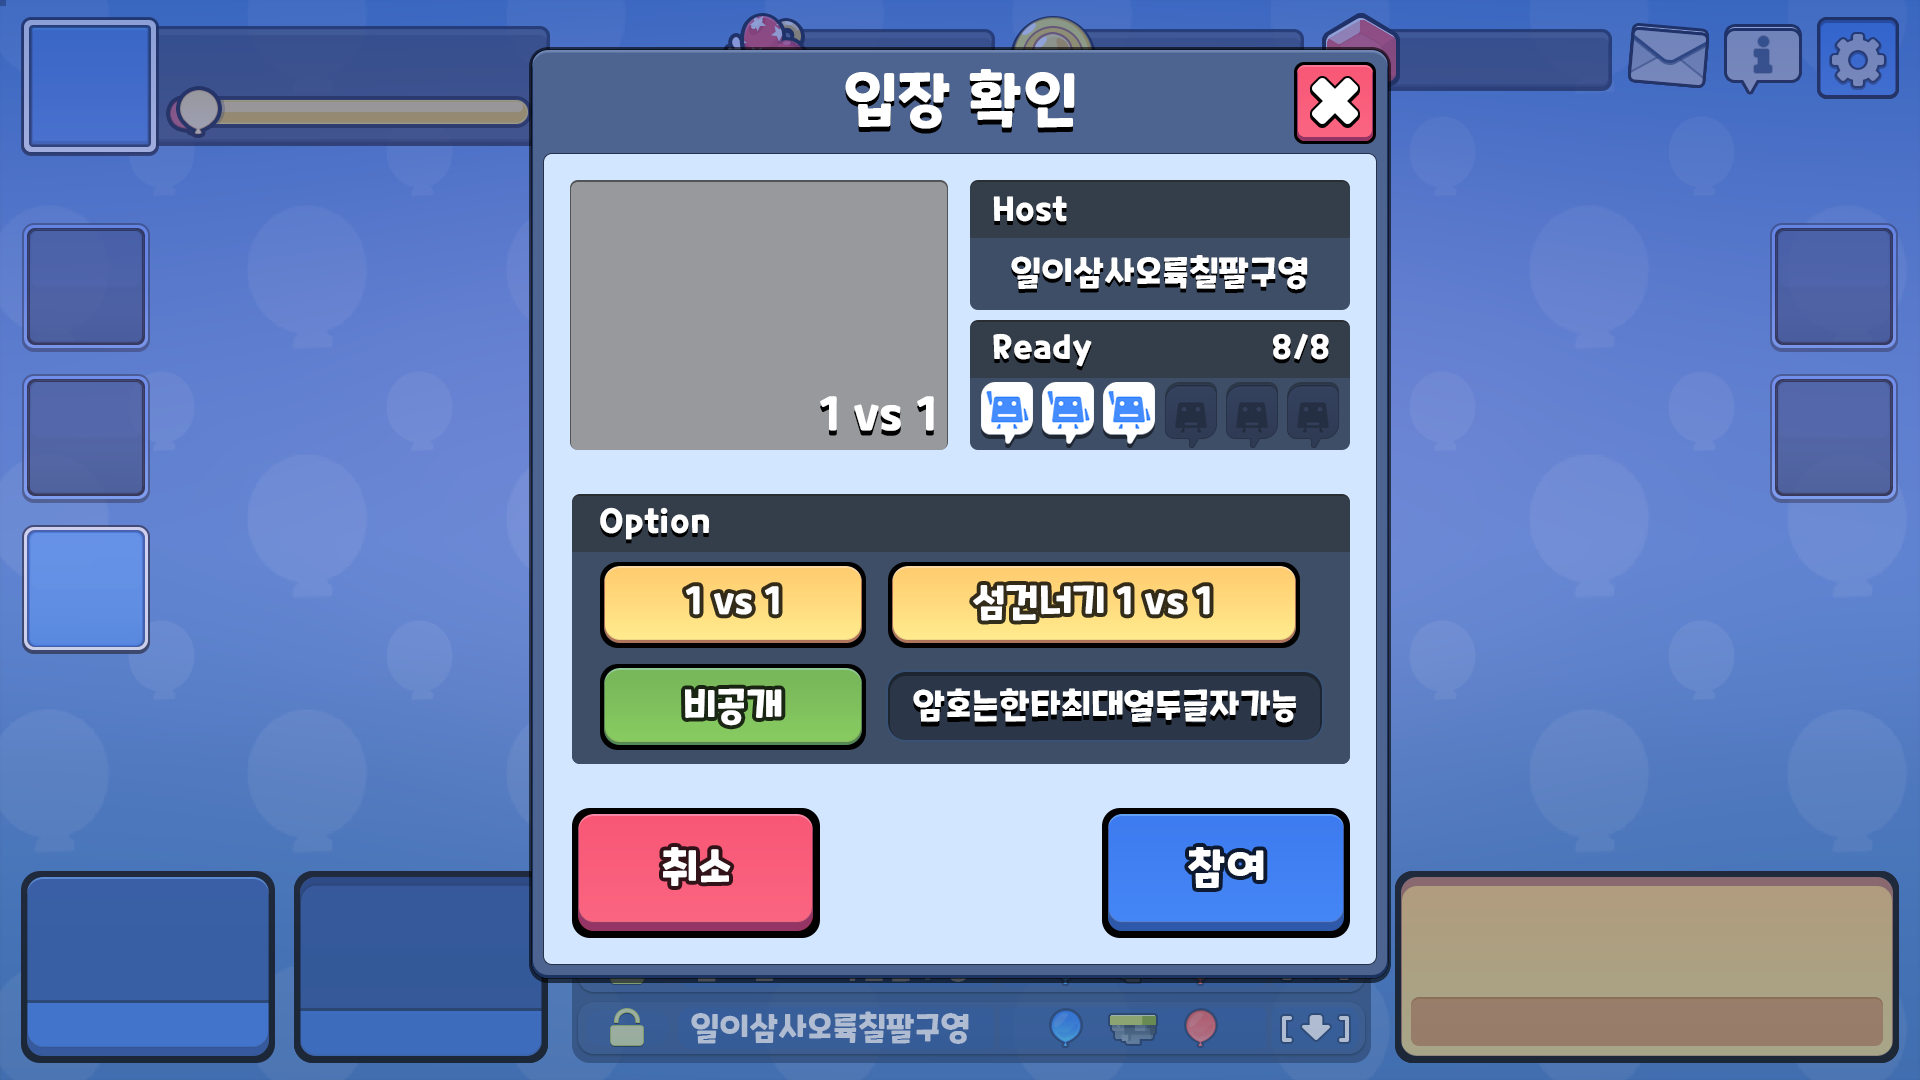 입장 확인
1 vs 1
Host
일이삼사오륙칠팔구영
Ready 8/8
Option
1 vs 1
섬건너기 1 vs 1
비공개
암호는한타최대열두글자가능
취소
참여
일이삼사오륙칠팔구영